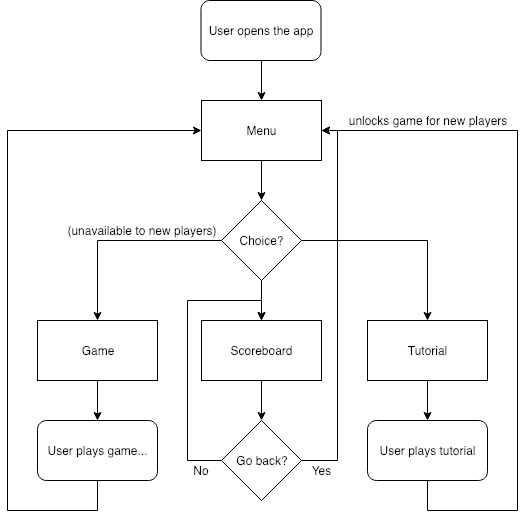 User opens the app
unlocks game for new players
Menu
(unavailable to new players)
Choice?
Game
Scoreboard
Tutorial
User plays game...
Go back?
User plays tutorial
No
Yes